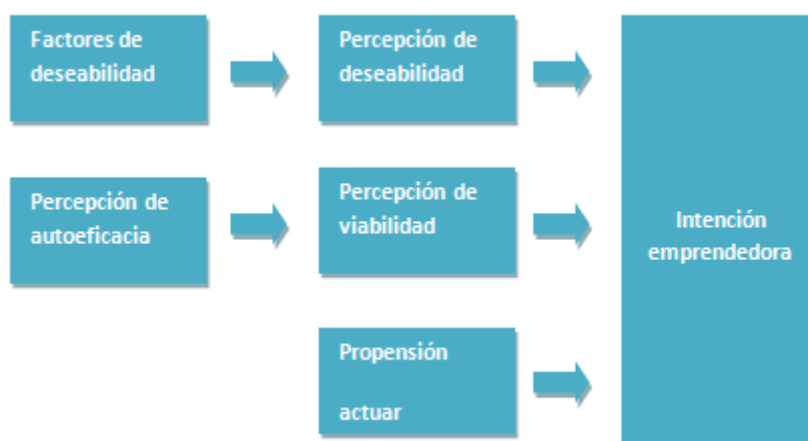 Factores de
deseabilidad
Percepción de
deseabilidad
Percepción de
autoeficacia
Percepción de
viabilidad
Intención
emprendedora
Propensión
actuar